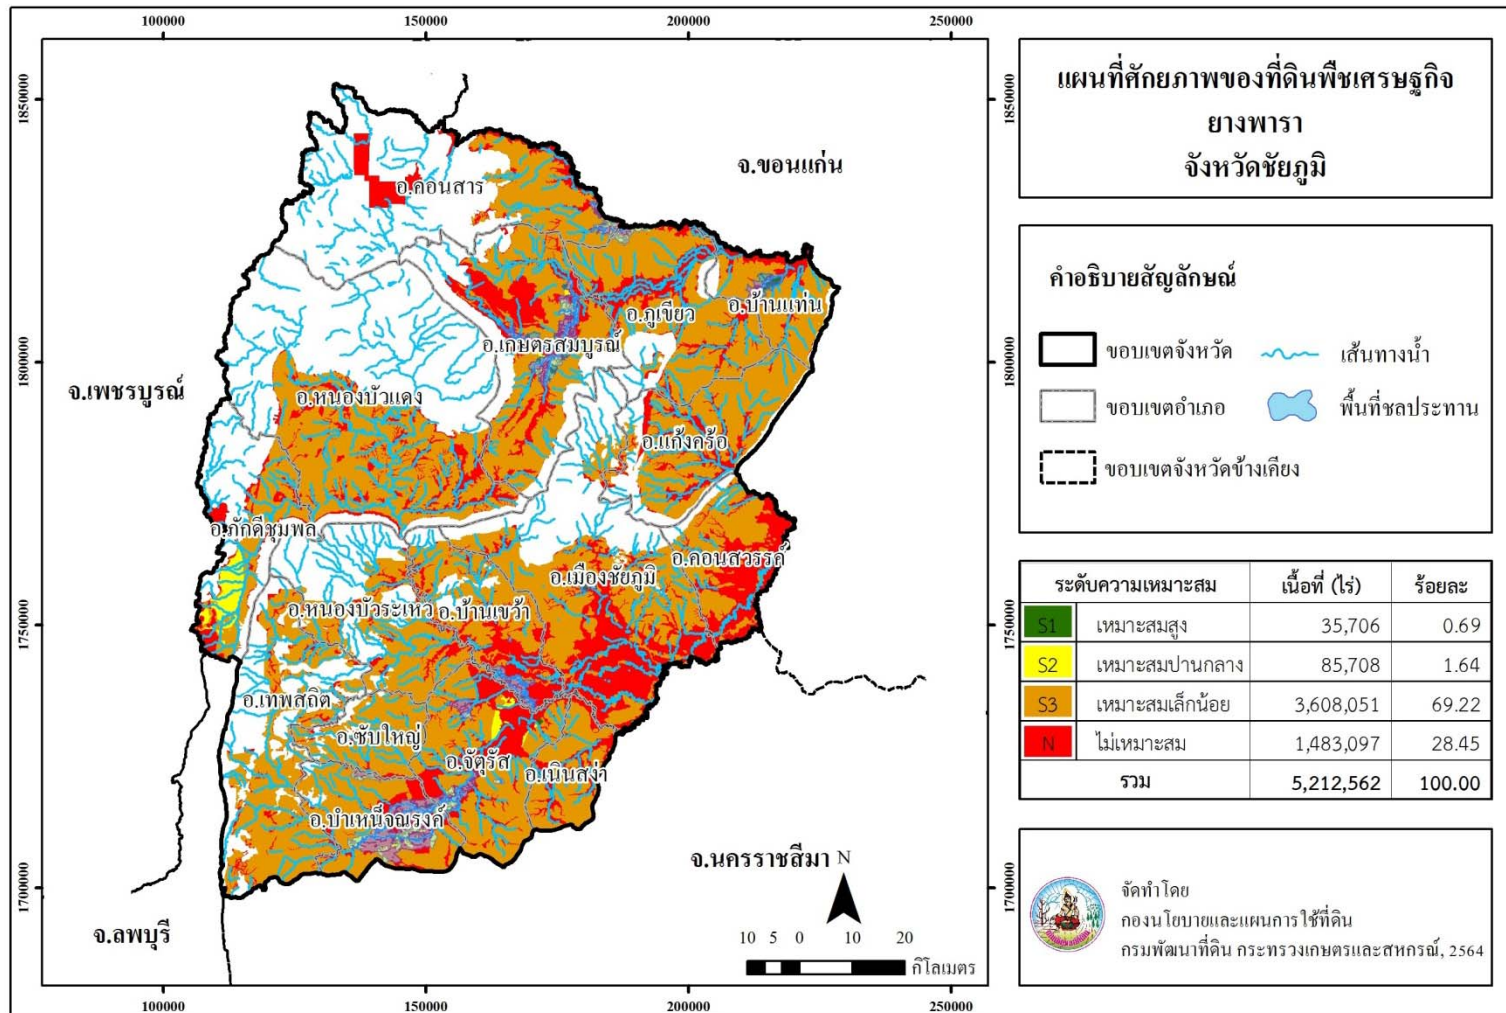 100000 150000 200000 250000
1850000
1800000
1750000
1700000
1850000
1800000
1750000
1700000
จ.ขอนแก่น
อ.คอนสาร
อ.ภูเขียว
อ.บ้านแท่น
อ.เกษตรสมบูรณ์
จ.เพชรบูรณ์
อ.หนองบัวแดง
อ.แก้งคร้อ
อ.ภักดีชุมพล
อ.คอนสวรรค์
อ.เมืองชัยภูมิ
อ.หนองบัวระเหว
อ.บ้านเขว้า
อ.เทพสถิต
อ.ซับใหญ่
อ.จัตุรัส
อ.เนินสง่า
อ.บำเหน็จณรงค์
จ.นครราชสีมา
N
จ.ลพบุรี
10 5 0 10 20
กิโลเมตร
100000 150000 200000 250000
แผนที่ศักยภาพของที่ดินพืชเศรษฐกิจ
ยางพารา
จังหวัดชัยภูมิ
คำอธิบายสัญลักษณ์
ขอบเขตจังหวัด เส้นทางน้ำ
ขอบเขตอำเภอ พื้นที่ชลประทาน
ขอบเขตจังหวัดข้างเคียง
ระดับความเหมาะสม เนื้อที่ (ไร่) ร้อยละ
S1 เหมาะสมสูง 35,706 0.69
S2 เหมาะสมปานกลาง 85,708 1.64
S3 เหมาะสมเล็กน้อย 3,608,051 69.22
N ไม่เหมาะสม 1,483,097 28.45
รวม 5,212,562 100.00
จัดทำโดย
กองนโยบายและแผนการใช้ที่ดิน
กรมพัฒนาที่ดิน กระทรวงเกษตรและสหกรณ์, 2564